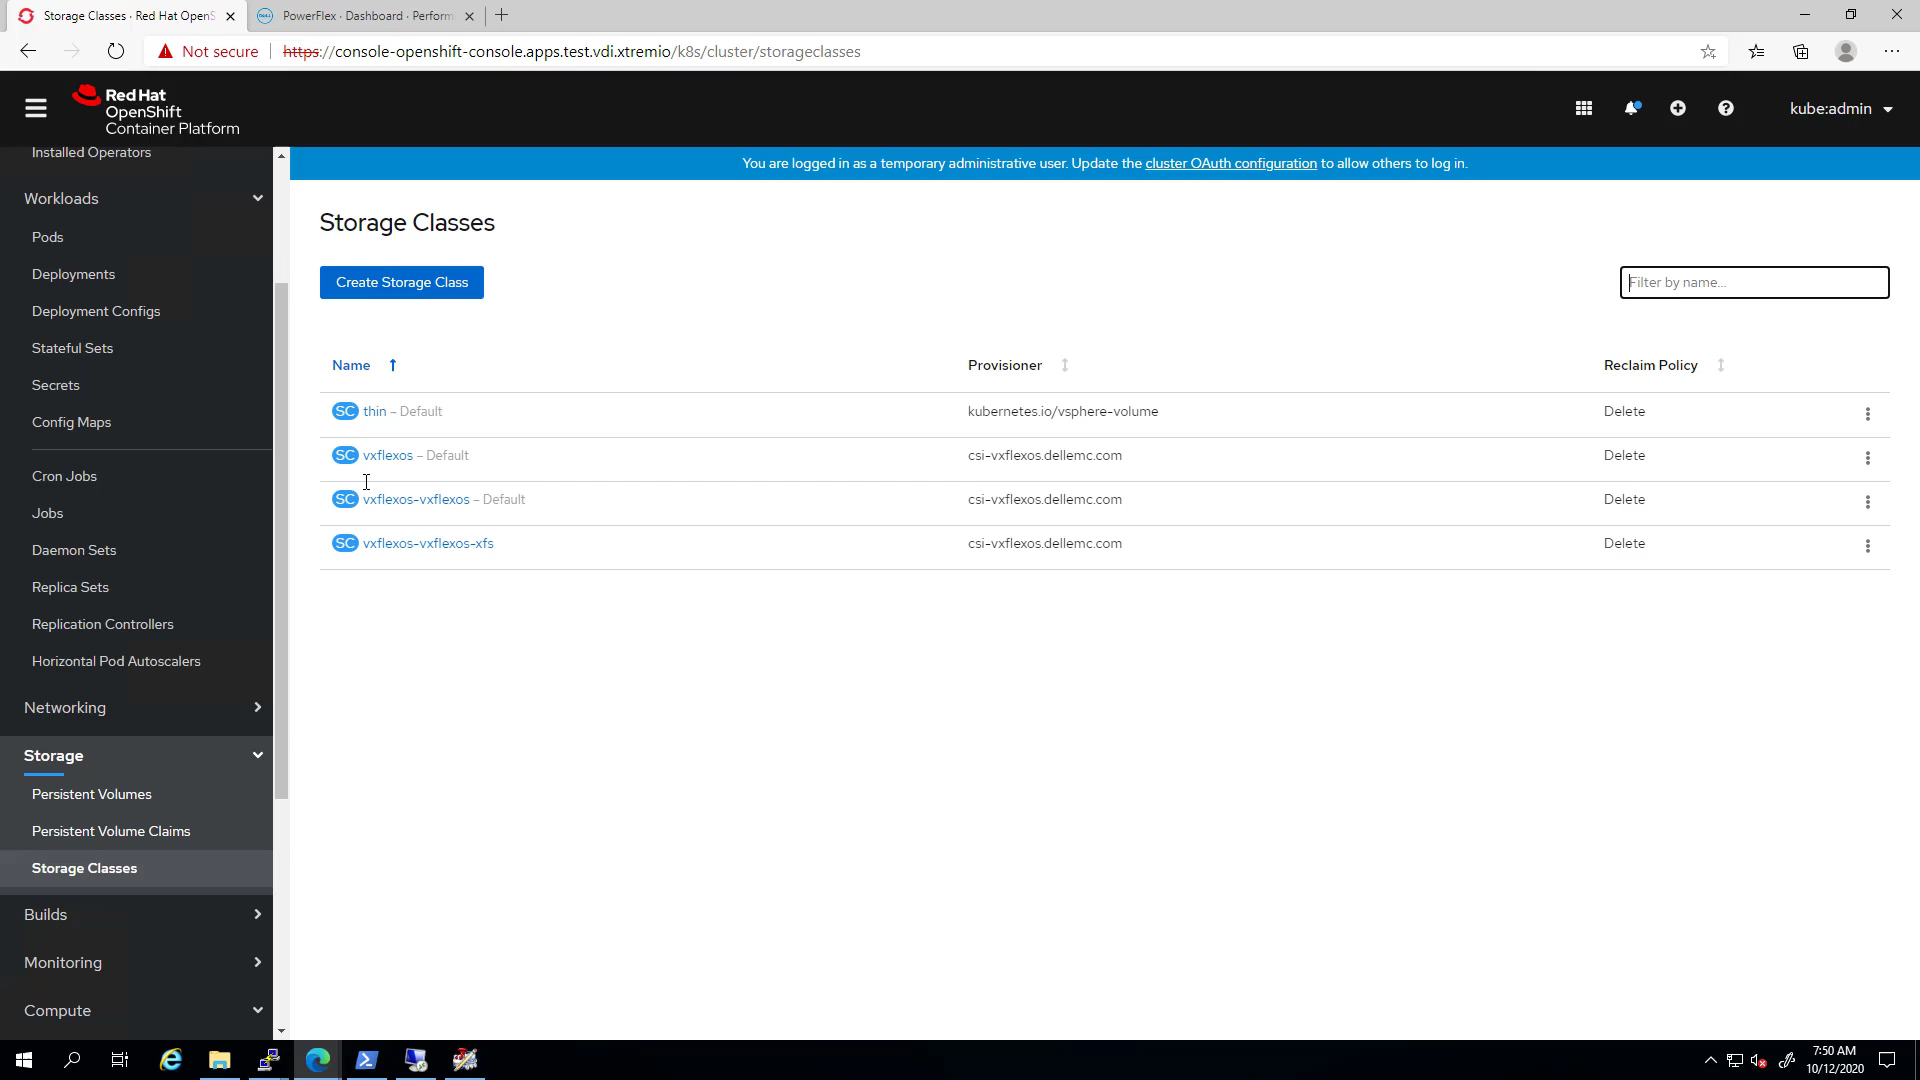 Storage Classes · Red Hat OpenS
PowerFlex · Dashboard · Perform
Not secure
https://console-openshift-console.apps.test.vdi.xtremio/k8s/cluster/storageclasses
Red Hat
OpenShift
Container Platform
kube:admin
You are logged in as a temporary administrative user. Update the cluster OAuth configuration to allow others to log in.
Installed Operators
Workloads
Pods
Deployments
Deployment Configs
Stateful Sets
Secrets
Config Maps
Cron Jobs
Jobs
Daemon Sets
Replica Sets
Replication Controllers
Horizontal Pod Autoscalers
Networking
Storage
Persistent Volumes
Persistent Volume Claims
Storage Classes
Builds
Monitoring
Compute
Storage Classes
Create Storage Class
Filter by name...
Name Provisioner Reclaim Policy
SC thin – Default kubernetes.io/vsphere-volume Delete
SC vxflexos – Default csi-vxflexos.dellemc.com Delete
SC vxflexos-vxflexos – Default csi-vxflexos.dellemc.com Delete
SC vxflexos-vxflexos-xfs csi-vxflexos.dellemc.com Delete
7:50 AM
10/12/2020